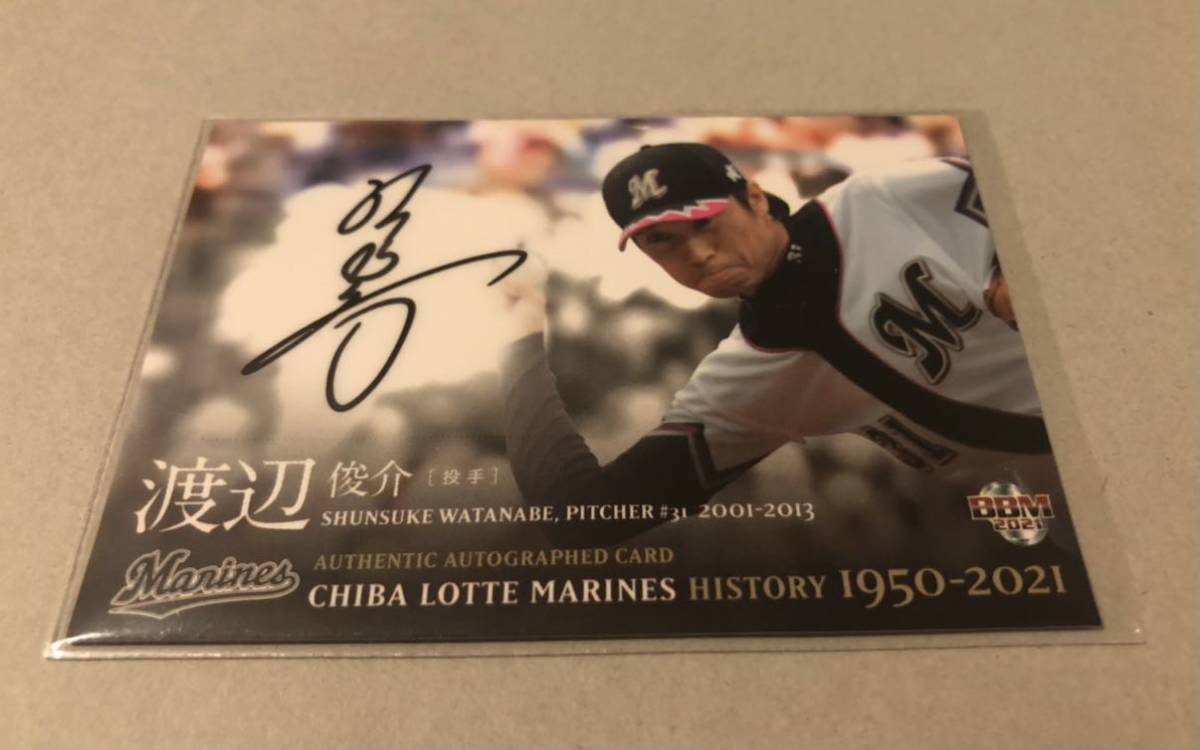 M
M
31
渡辺 俊介 [投手]
SHUNSUKE WATANABE, PITCHER #31 2001-2013
BBM
2021
Marines
AUTHENTIC AUTOGRAPHED CARD
CHIBA LOTTE MARINES HISTORY 1950-2021